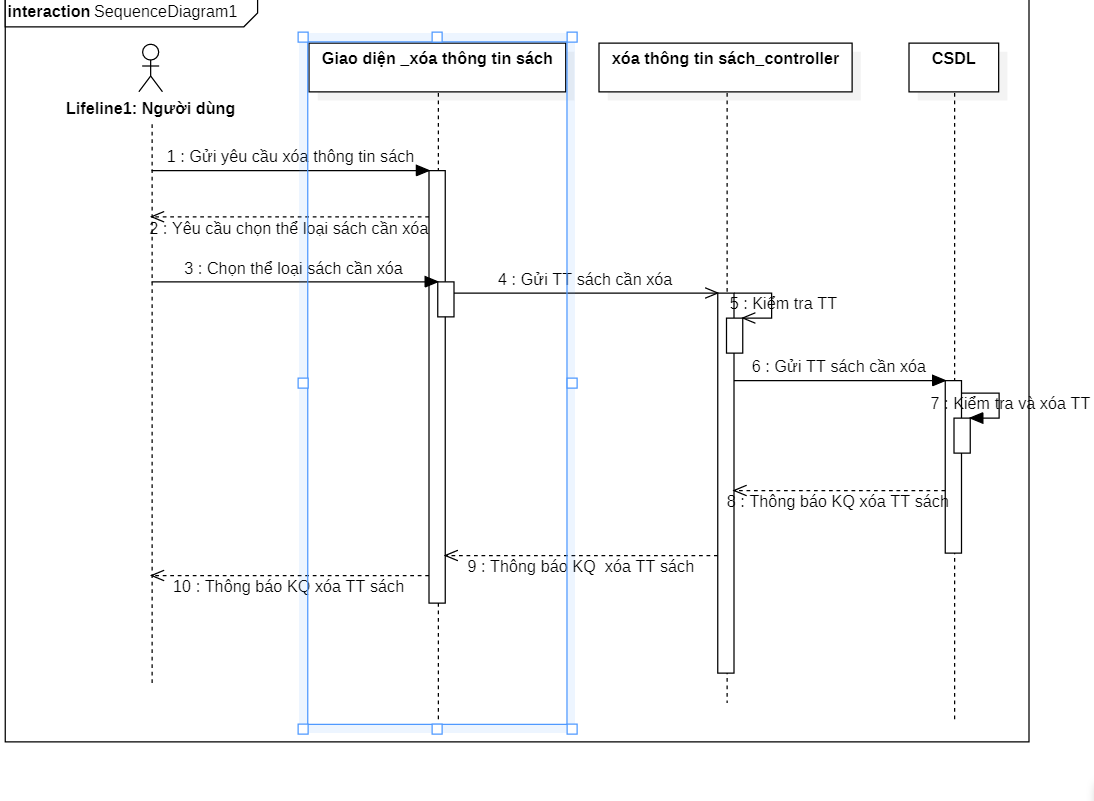 interaction SequenceDiagram1
Lifeline1: Người dùng
Giao diện _xóa thông tin sách
xóa thông tin sách_controller
CSDL
1 : Gửi yêu cầu xóa thông tin sách
2 : Yêu cầu chọn thể loại sách cần xóa
3 : Chọn thể loại sách cần xóa
4 : Gửi TT sách cần xóa
5 : Kiểm tra TT
6 : Gửi TT sách cần xóa
7 : Kiểm tra và xóa TT
8 : Thông báo KQ xóa TT sách
9 : Thông báo KQ  xóa TT sách
10 : Thông báo KQ xóa TT sách